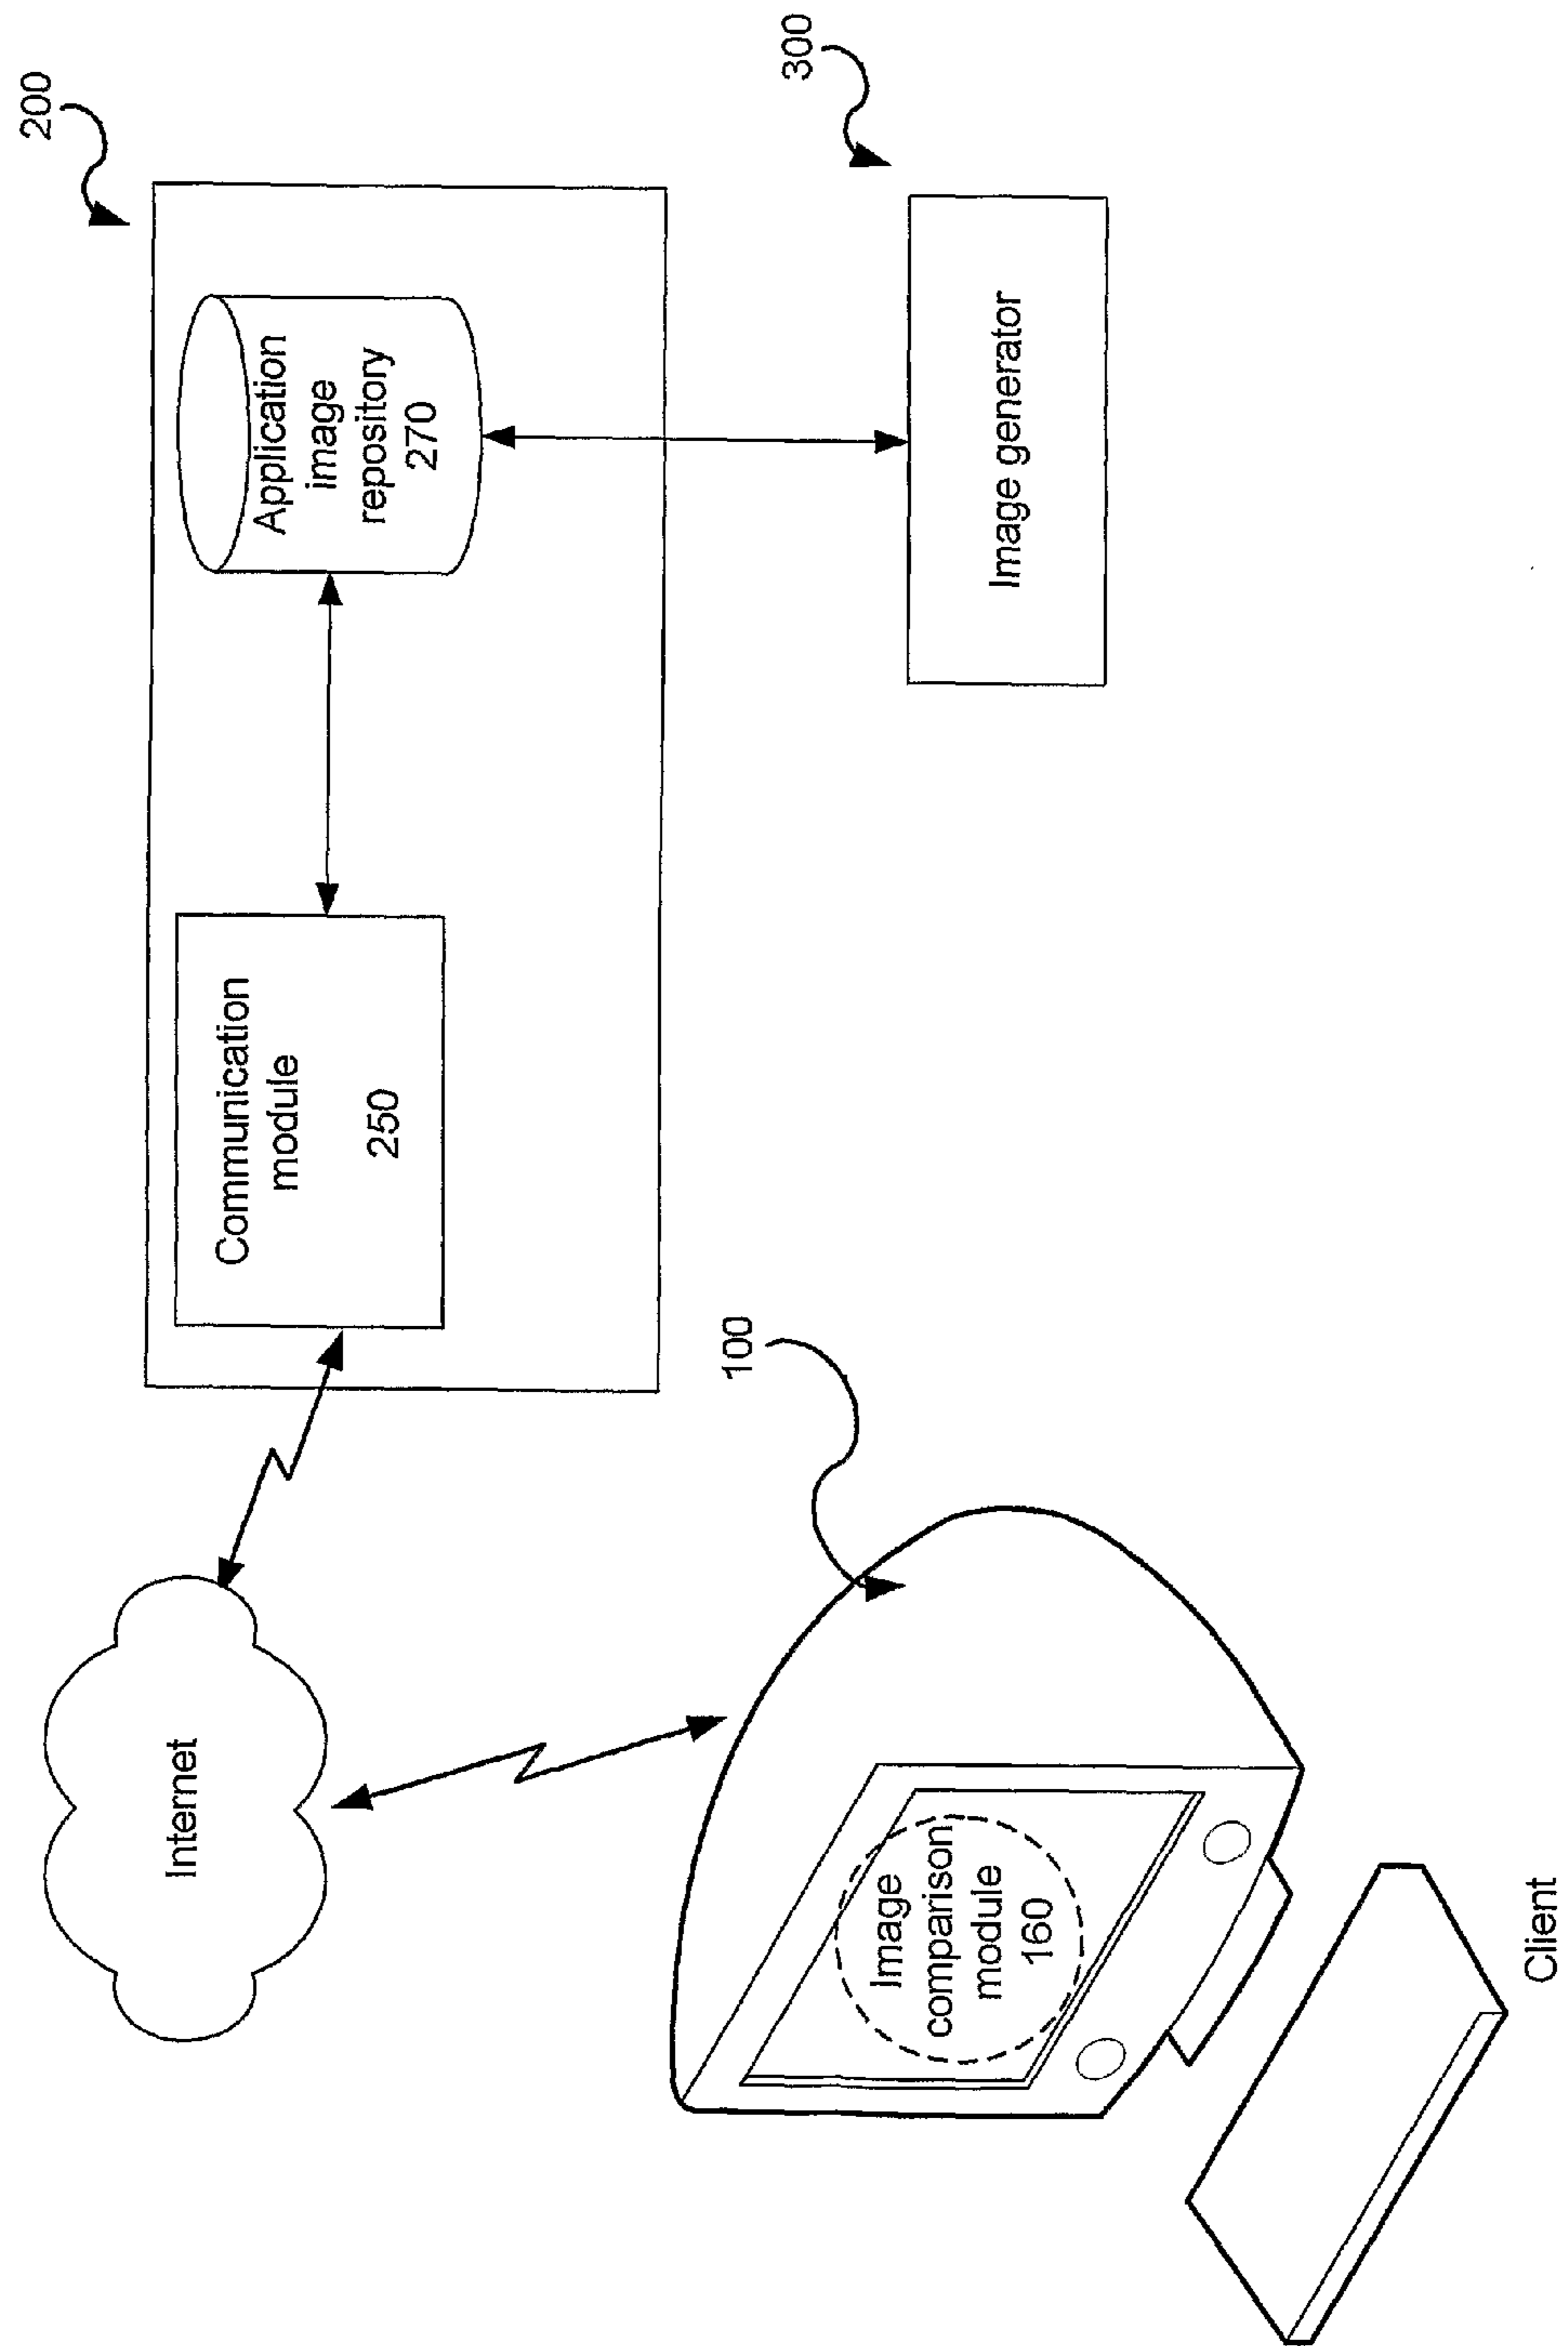 Internet
200
Communication
module
250
Application
image
repository
270
100
300
Image generator
Image
comparison
module
160
Client